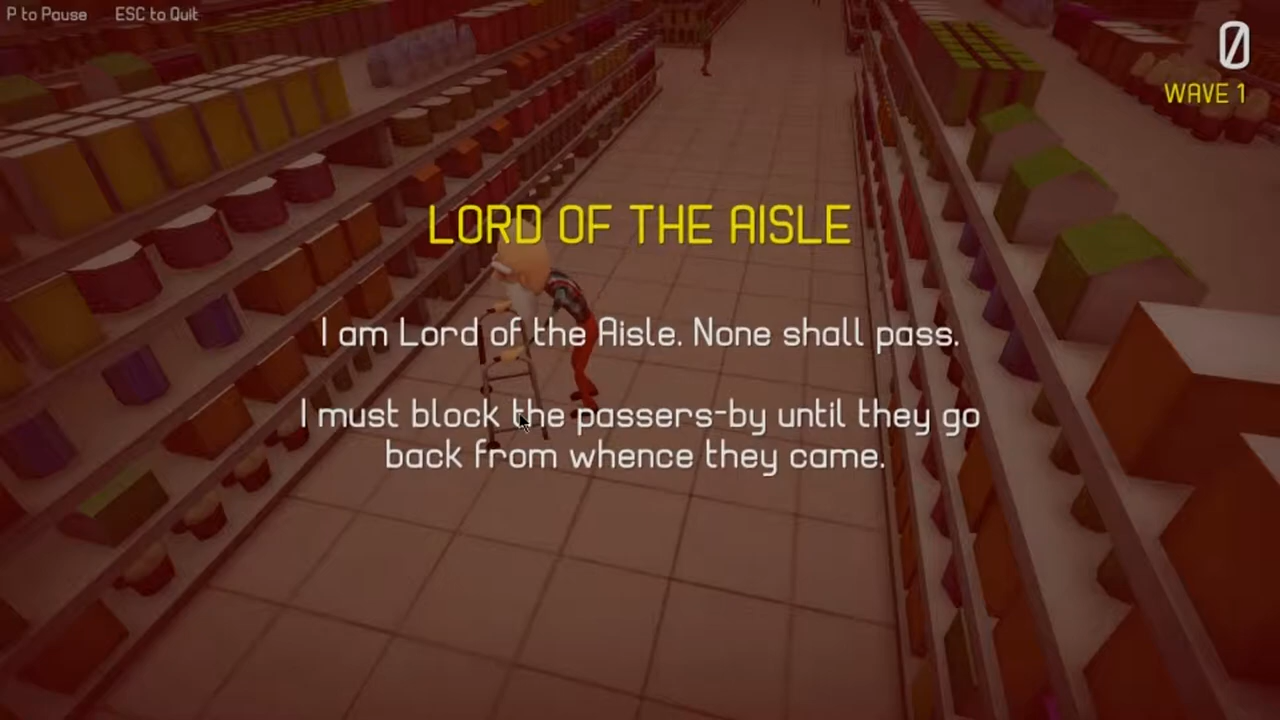 P to Pause ESC to Quit
0
WAVE 1
LORD OF THE AISLE
I am Lord of the Aisle. None shall pass.
I must block the passers-by until they go
back from whence they came.